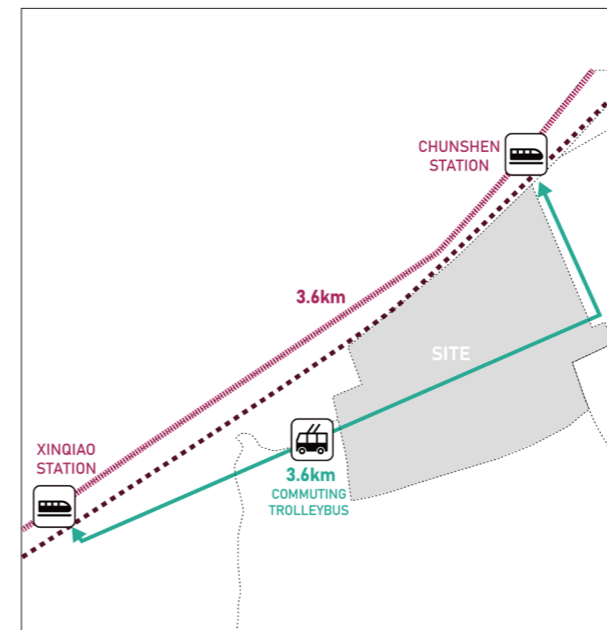 CHUNSHEN
STATION
3.6km
SITE
XINQIAO
STATION
3.6km
COMMUTING
TROLLEYBUS